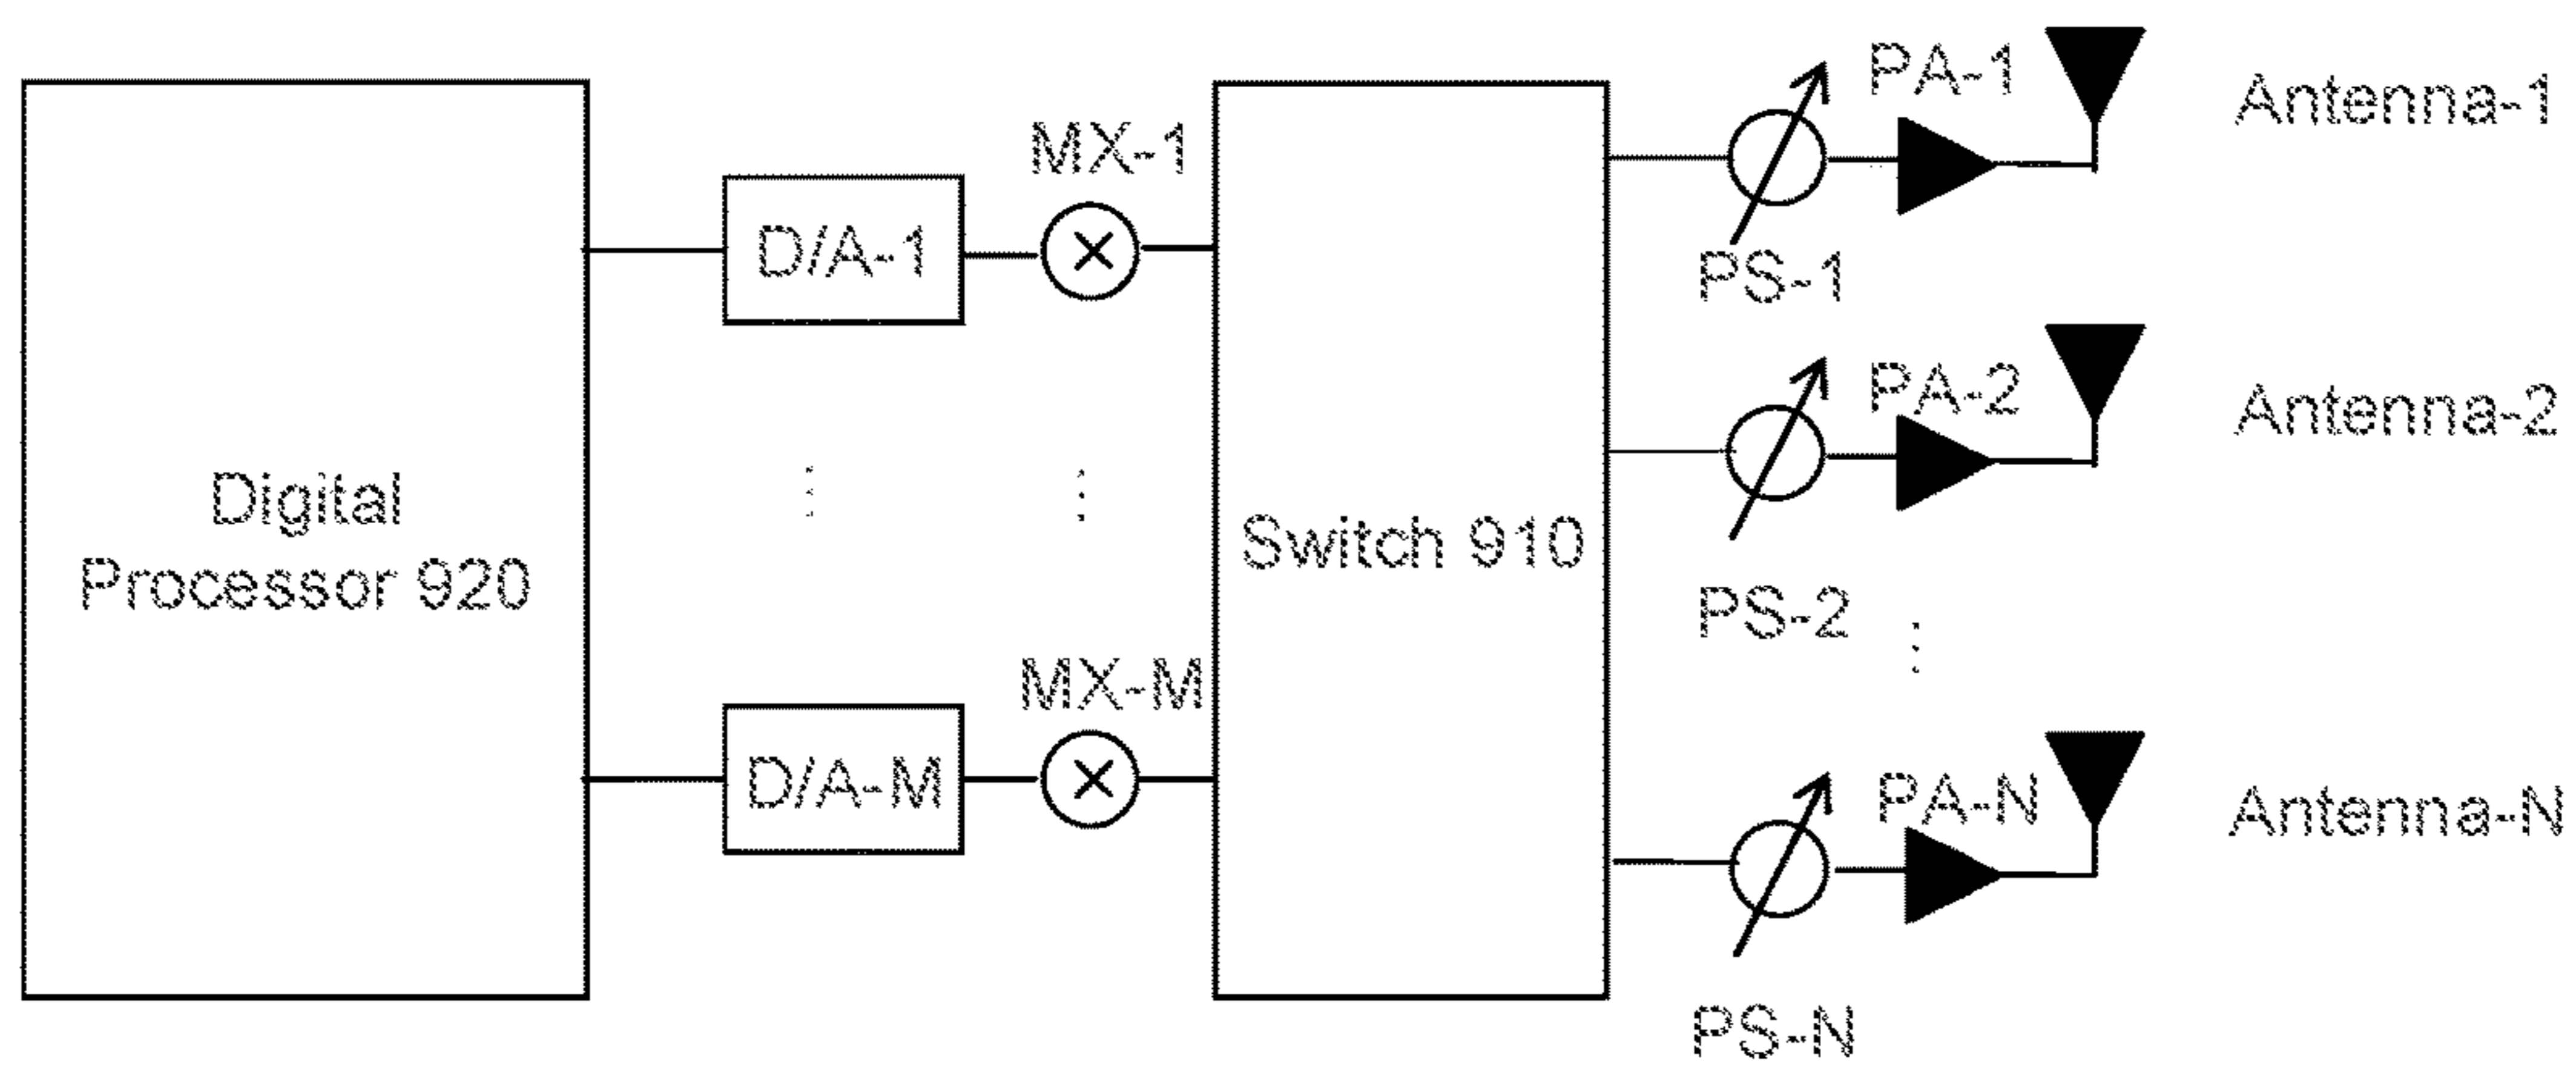 Digital
Processor 920
D/A-1
MX-1
D/A-M
MX-M
Switch 910
PS-1
PA-1
Antenna-1
PS-2
PA-2
Antenna-2
PS-N
PA-N
Antenna-N